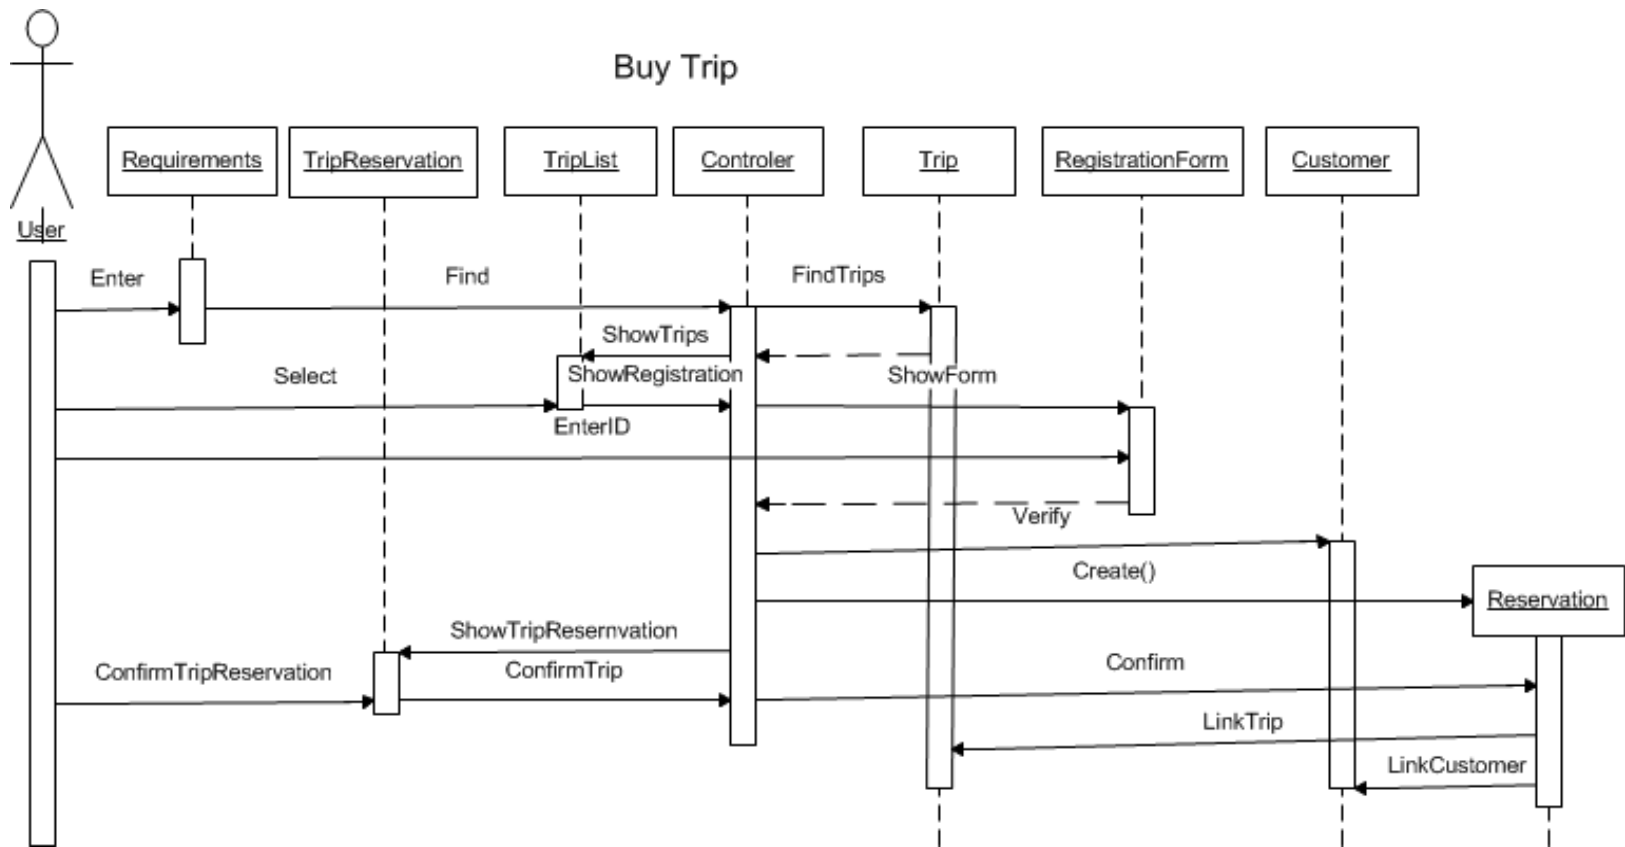 Buy Trip
Requirements
TripReservation
TripList
Controler
Trip
RegistrationForm
Customer
User
Enter
Find
FindTrips
ShowTrips
Select
ShowRegistration
ShowForm
EnterID
Verify
Create()
Reservation
ShowTripResernvation
ConfirmTripReservation
ConfirmTrip
Confirm
LinkTrip
LinkCustomer